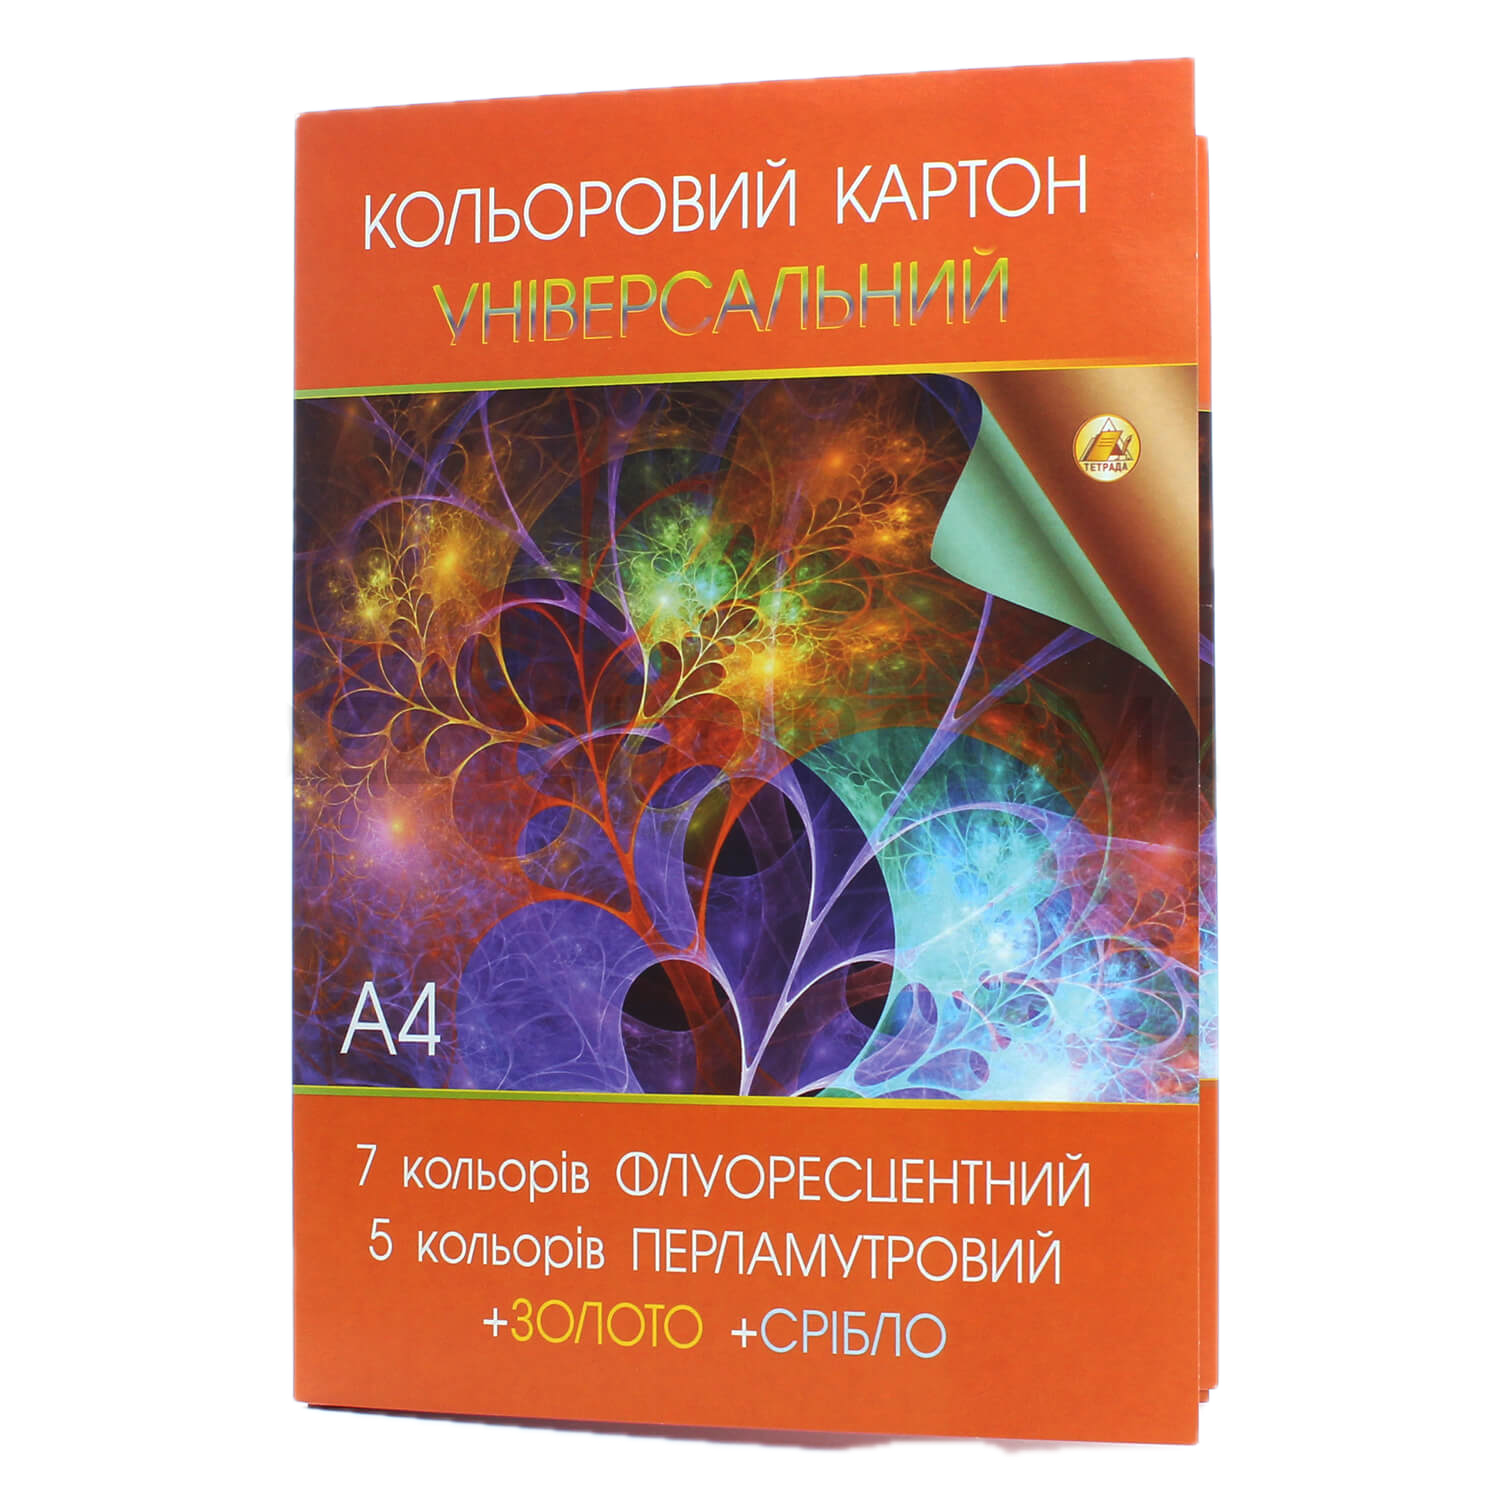 КОЛЬОРОВИЙ КАРТОН
УНІВЕРСАЛЬНИЙ
ТЕТРАДА
А4
7 кольорів ФЛУОРЕСЦЕНТНИЙ
5 кольорів ПЕРЛАМУТРОВИЙ
+ЗОЛОТО +СРІБЛО